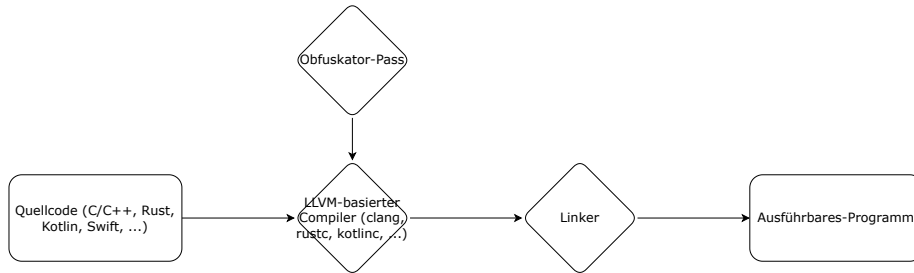 Obfuskator-Pass
Quellcode (C/C++, Rust,
Kotlin, Swift, ...)
LLVM-basierter
Compiler (clang,
rustc, kotlinc, ...)
Linker
Ausführbares-Programm